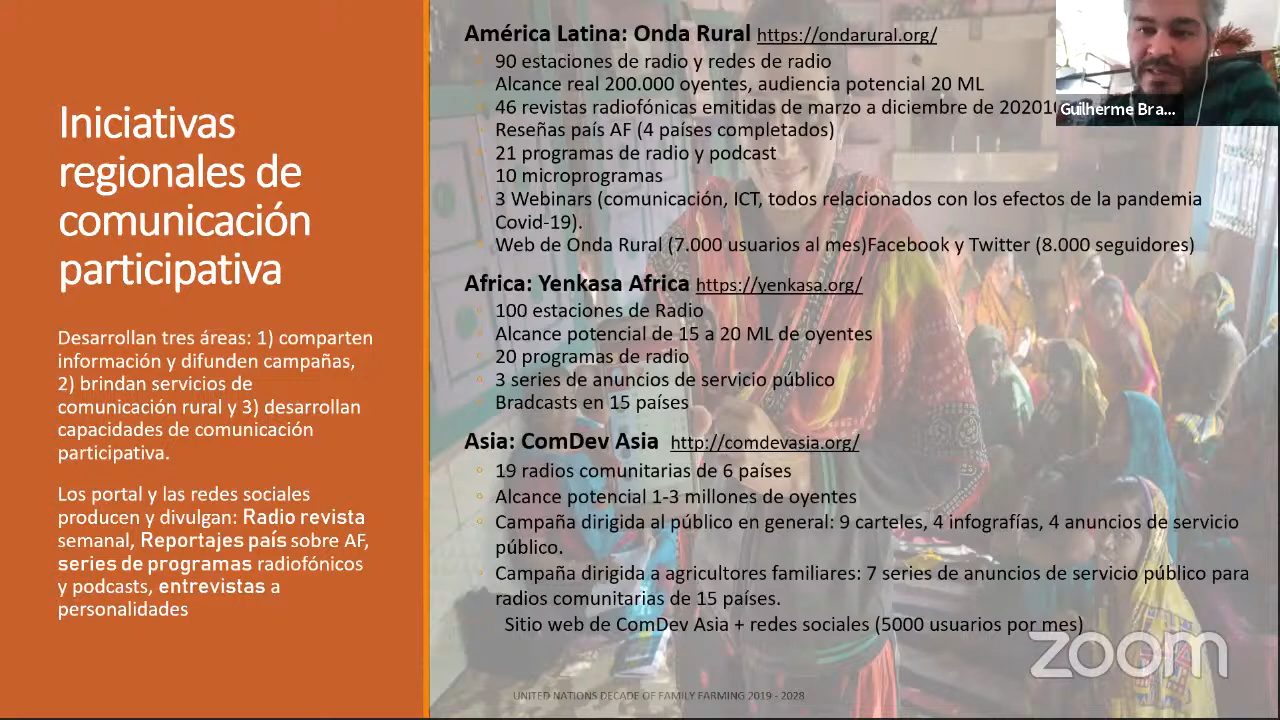 Iniciativas
regionales de
comunicación
participativa
Desarrollan tres áreas: 1) comparten
información y difunden campañas,
2) brindan servicios de
comunicación rural y 3) desarrollan
capacidades de comunicación
participativa.
Los portal y las redes sociales
producen y divulgan: Radio revista
semanal, Reportajes país sobre AF,
series de programas radiofónicos
y podcasts, entrevistas a
personalidades
América Latina: Onda Rural https://ondarural.org/
90 estaciones de radio y redes de radio
Alcance real 200.000 oyentes, audiencia potencial 20 ML
46 revistas radiofónicas emitidas de marzo a diciembre de 202010
Reseñas país AF (4 países completados)
21 programas de radio y podcast
10 microprogramas
3 Webinars (comunicación, ICT, todos relacionados con los efectos de la pandemia
Covid-19).
Web de Onda Rural (7.000 usuarios al mes)Facebook y Twitter (8.000 seguidores)
Africa: Yenkasa Africa https://yenkasa.org/
100 estaciones de Radio
Alcance potencial de 15 a 20 ML de oyentes
20 programas de radio
3 series de anuncios de servicio público
Bradcasts en 15 países
Asia: ComDev Asia http://comdevasia.org/
19 radios comunitarias de 6 países
Alcance potencial 1-3 millones de oyentes
Campaña dirigida al público en general: 9 carteles, 4 infografías, 4 anuncios de servicio
público.
Campaña dirigida a agricultores familiares: 7 series de anuncios de servicio público para
radios comunitarias de 15 países.
Sitio web de ComDev Asia + redes sociales (5000 usuarios por mes)
UNITED NATIONS DECADE OF FAMILY FARMING 2019 - 2028
Guilherme Bra...
zoom